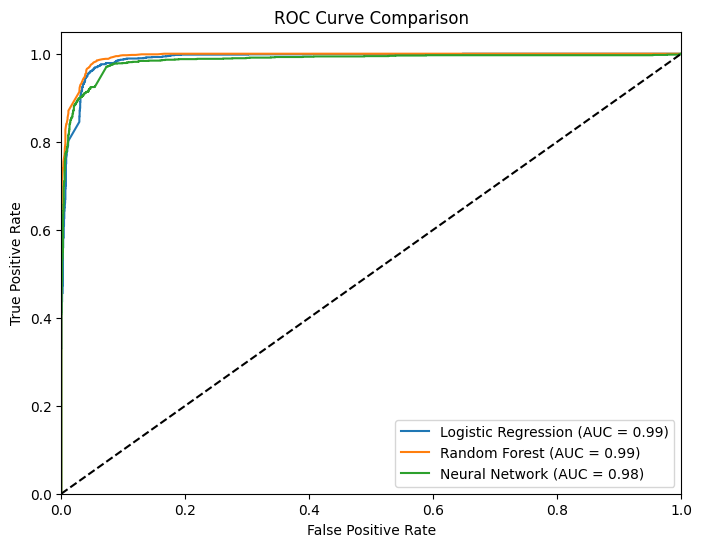 ROC Curve Comparison
True Positive Rate
1.0
0.8
0.6
0.4
0.2
0.0
Logistic Regression (AUC = 0.99)
Random Forest (AUC = 0.99)
Neural Network (AUC = 0.98)
0.0 0.2 0.4 0.6 0.8 1.0
False Positive Rate